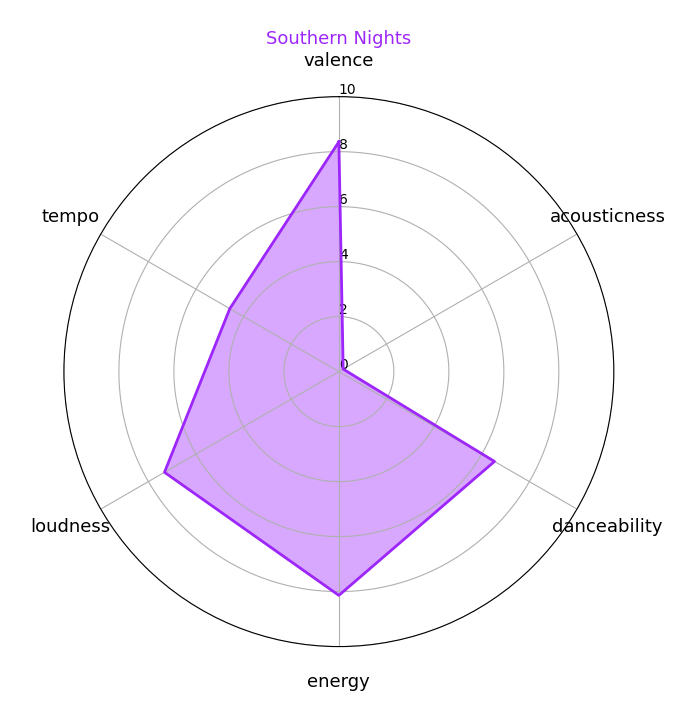 Southern Nights
valence
10
8
acousticness
tempo
6
4
2
0
loudness
danceability
energy